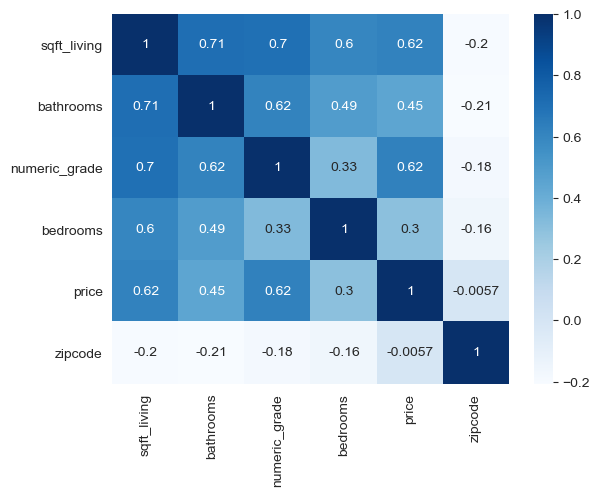 sqft_living 1 0.71 0.7 0.6 0.62 -0.2
bathrooms 0.71 1 0.62 0.49 0.45 -0.21
numeric_grade 0.7 0.62 1 0.33 0.62 -0.18
bedrooms 0.6 0.49 0.33 1 0.3 -0.16
price 0.62 0.45 0.62 0.3 1 -0.0057
zipcode -0.2 -0.21 -0.18 -0.16 -0.0057 1
sqft_living
bathrooms
numeric_grade
bedrooms
price
zipcode
1.0
0.8
0.6
0.4
0.2
0.0
−0.2